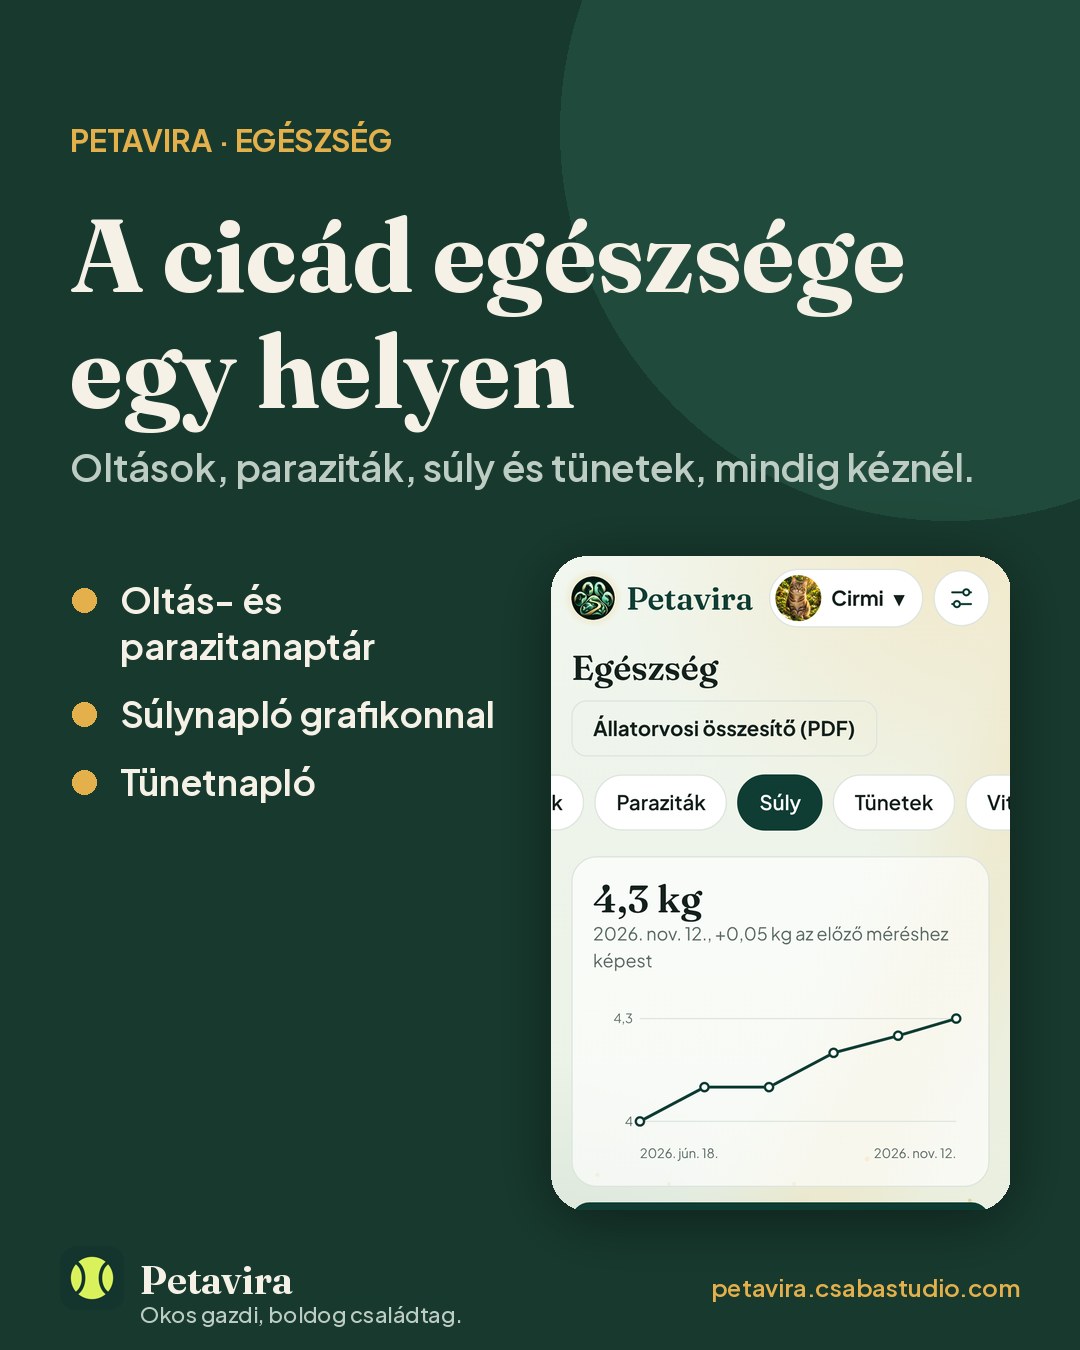 PETAVIRA · EGÉSZSÉG
A cicád egészsége
egy helyen
Oltások, paraziták, súly és tünetek, mindig kéznél.
Oltás- és
parazitanaptár
Súlynapló grafikonnal
Tünetnapló
Petavira
Cirmi ▾
Egészség
Állatorvosi összesítő (PDF)
k
Paraziták
Súly
Tünetek
Vit
4,3 kg
2026. nov. 12., +0,05 kg az előző méréshez
képest
4,3
4
2026. jún. 18.
2026. nov. 12.
Petavira
Okos gazdi, boldog családtag.
petavira.csabastudio.com